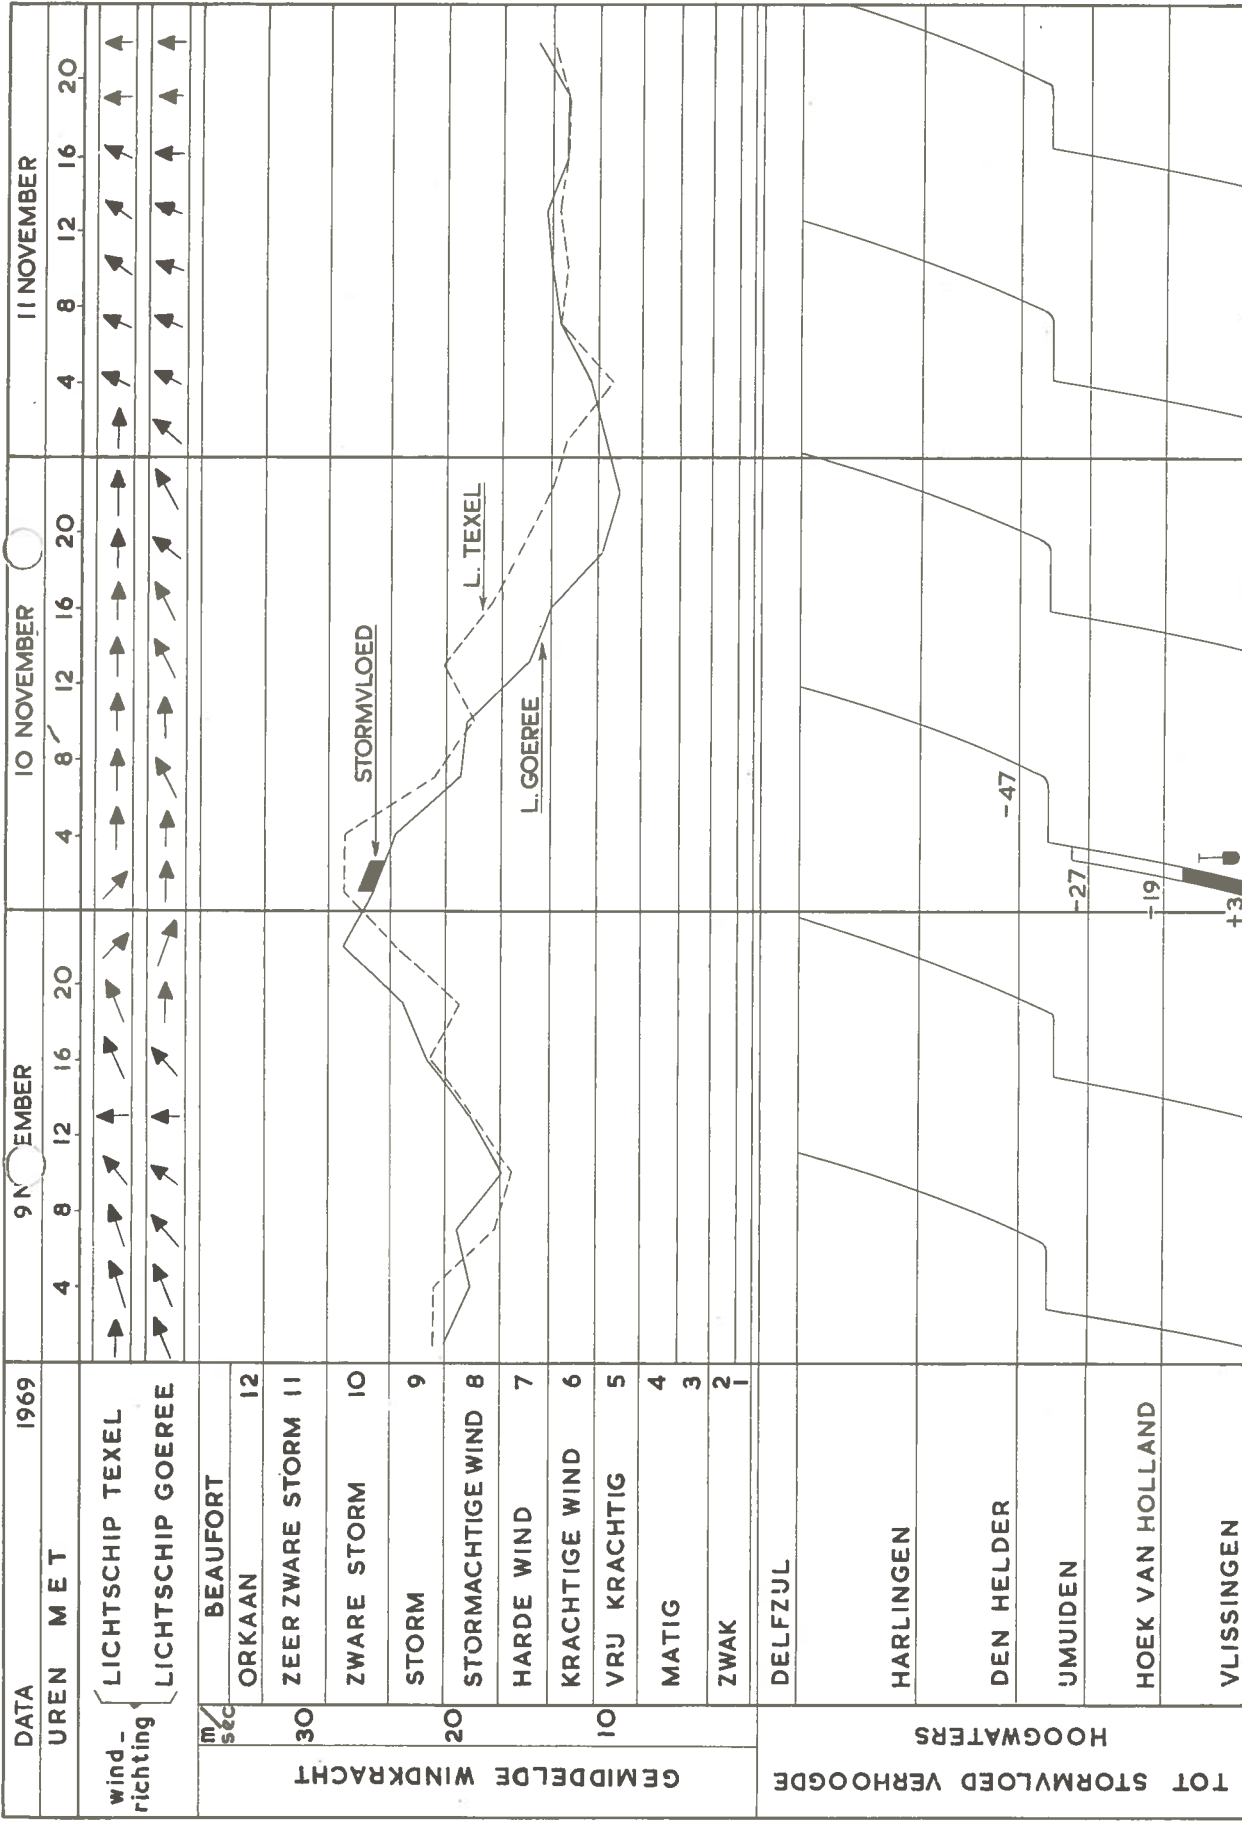 DATA 1969 9 N EMBER 10 NOVEMBER 11 NOVEMBER
UREN MET 4 8 12 16 20 4 8 12 16 20 4 8 12 16 20
wind-
richting
LICHTSCHIP TEXEL
LICHTSCHIP GOEREE
m/sec
BEAUFORT
ORKAAN 12
30
ZEER ZWARE STORM 11
ZWARE STORM 10
STORM 9
20
STORMACHTIGE WIND 8
HARDE WIND 7
KRACHTIGE WIND 6
10
VRIJ KRACHTIG 5
MATIG 4
3
ZWAK 2
1
GEMIDDELDE WINDKRACHT
STORMVLOED
L. TEXEL
L. GOEREE
TOT STORMVLOED VERHOOGDE
HOOGWATERS
DELFZIJL
HARLINGEN
DEN HELDER
-47
IJMUIDEN
-27
HOEK VAN HOLLAND
-19
VLISSINGEN
+3